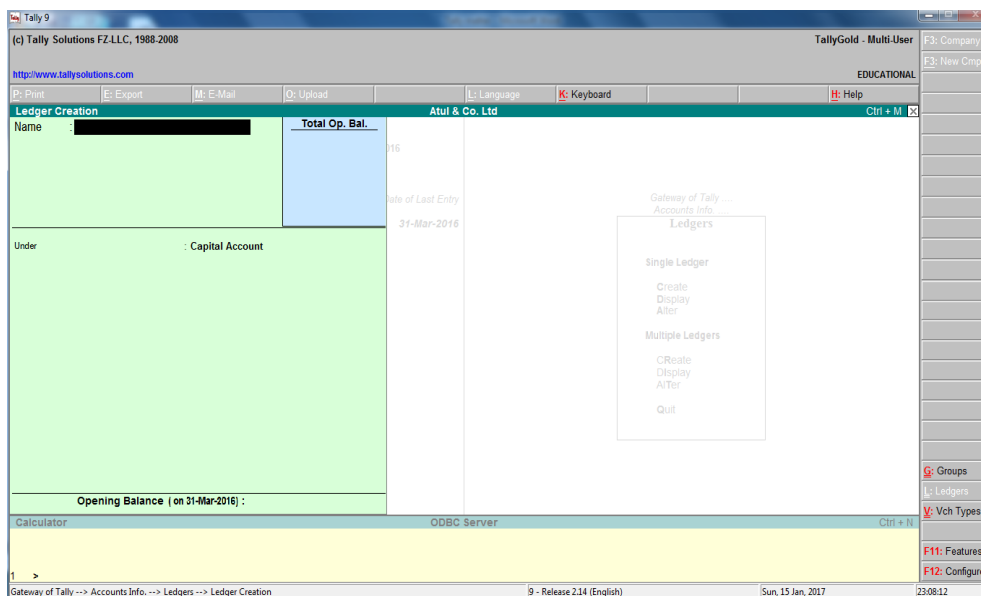 Tally 9
(c) Tally Solutions FZ-LLC, 1988-2008
TallyGold - Multi-User
F3: Company
http://www.tallysolutions.com
EDUCATIONAL
F3: New Cmp
P: Print
E: Export
M: E-Mail
O: Upload
L: Language
K: Keyboard
H: Help
Ledger Creation
Atul & Co. Ltd
Ctrl + M
Name :
Total Op. Bal.
016
Date of Last Entry
31-Mar-2016
Gateway of Tally ...
Accounts Info. ...
Ledgers
Single Ledger
Create
Display
Alter
Multiple Ledgers
CReate
DIsplay
AlTer
Quit
Under : Capital Account
Opening Balance ( on 31-Mar-2016) :
G: Groups
L: Ledgers
V: Vch Types
F11: Features
F12: Configure
Calculator
ODBC Server
Ctrl + N
1 >
Gateway of Tally --> Accounts Info. --> Ledgers --> Ledger Creation
9 - Release 2.14 (English)
Sun, 15 Jan, 2017
23:08:12